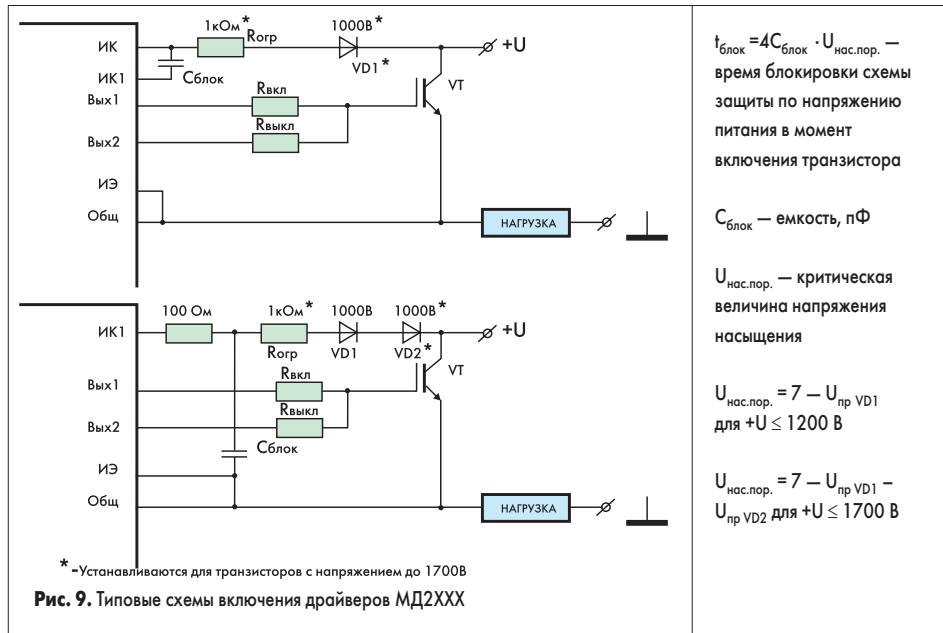 1кОм*
1000В*
ИК
Rогр
+U
VD1*
ИК1
Cблок
VT
Вых1
Rвкл
Вых2
Rвыкл
ИЭ
Общ
НАГРУЗКА
100 Ом
1кОм*
1000В
1000В*
ИК1
+U
Rогр
VD1
VD2*
VT
Rвкл
Вых1
Rвыкл
Вых2
Cблок
ИЭ
Общ
НАГРУЗКА
*-Устанавливаются для транзисторов с напряжением до 1700В
Рис. 9. Типовые схемы включения драйверов МД2ХХХ
tблок =4Cблок · Uнас.пор. —
время блокировки схемы
защиты по напряжению
питания в момент
включения транзистора
Cблок — емкость, пФ
Uнас.пор. — критическая
величина напряжения
насыщения
Uнас.пор. = 7 — Uпр VD1
для +U ≤ 1200 В
Uнас.пор. = 7 — Uпр VD1 –
Uпр VD2 для +U ≤ 1700 В